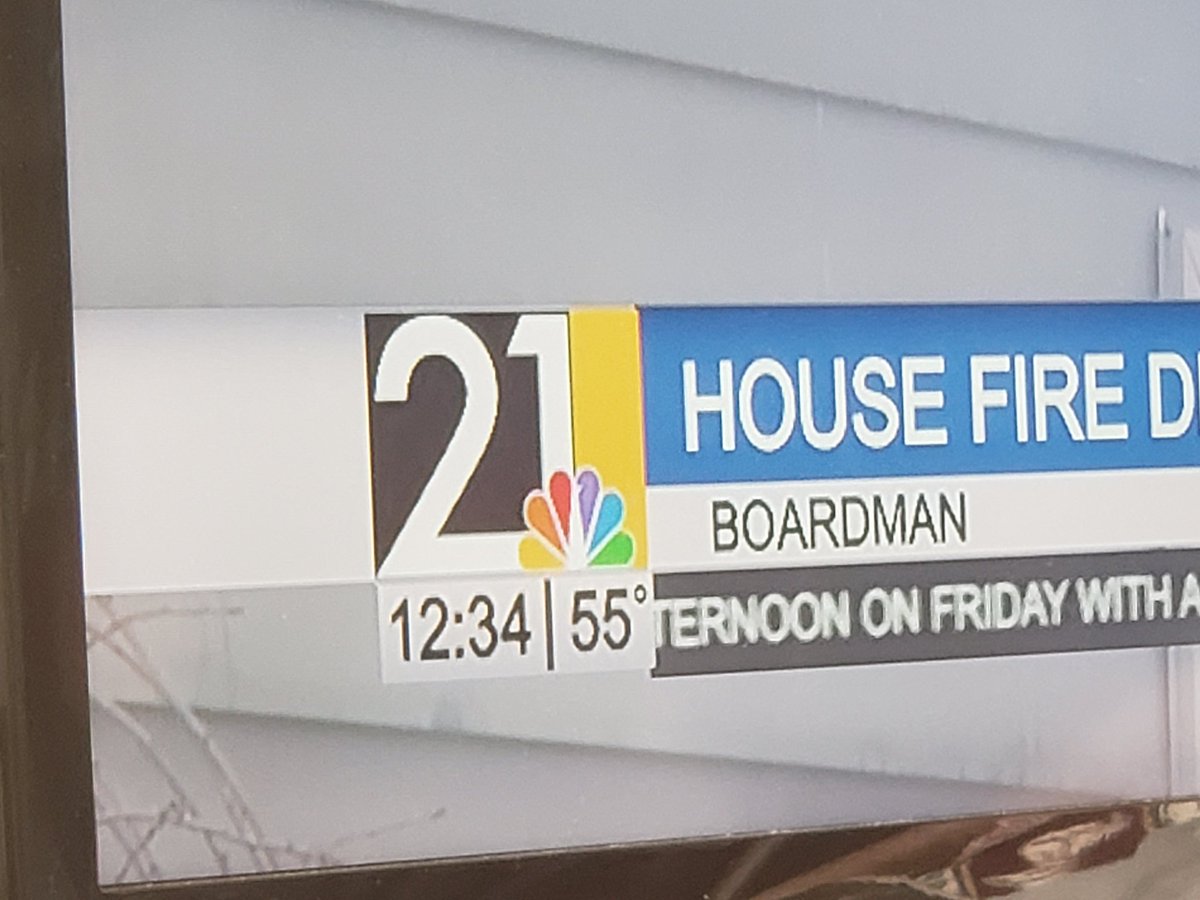 21
HOUSE FIRE
BOARDMAN
12:34 55°
TERNOON ON FRIDAY WITH A